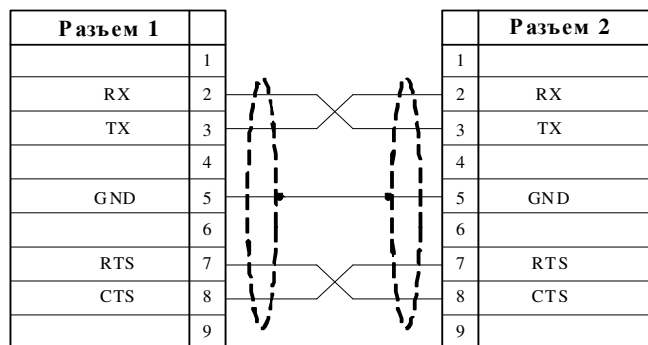 Разъем 1 Разъем 2
1 1
RX 2 2 RX
TX 3 3 TX
4 4
GND 5 5 GND
6 6
RTS 7 7 RTS
CTS 8 8 CTS
9 9